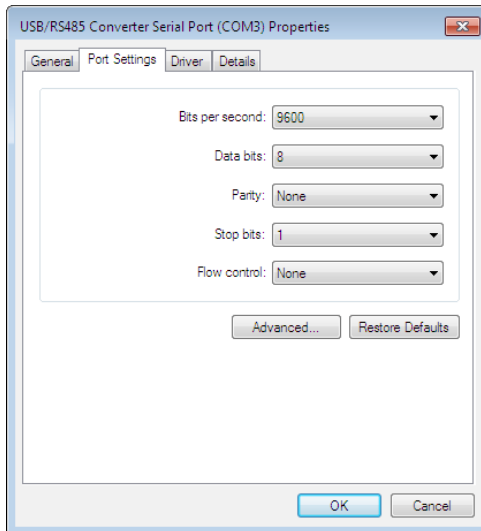 USB/RS485 Converter Serial Port (COM3) Properties
General Port Settings Driver Details
Bits per second: 9600
Data bits: 8
Parity: None
Stop bits: 1
Flow control: None
Advanced... Restore Defaults
OK Cancel